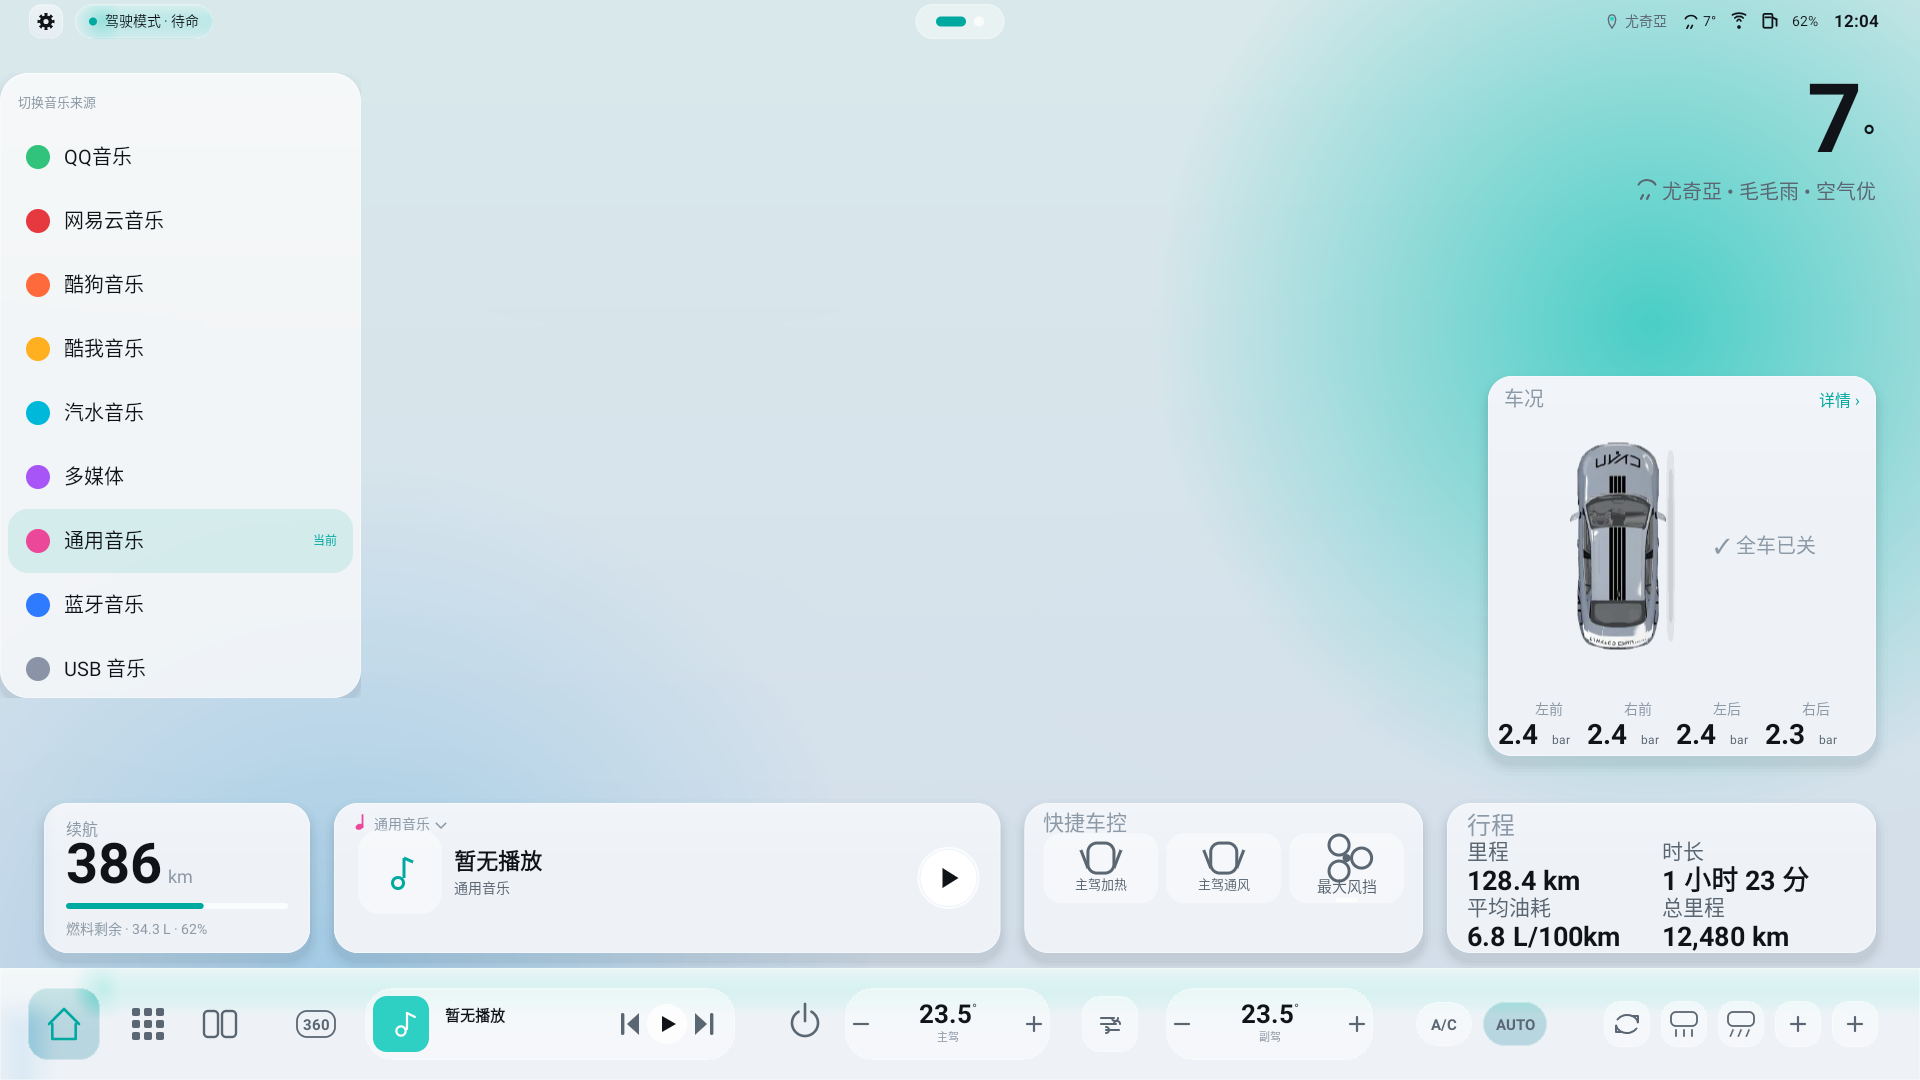 驾驶模式 · 待命
尤奇亞 7° 62% 12:04
切换音乐来源
QQ音乐
网易云音乐
酷狗音乐
酷我音乐
汽水音乐
多媒体
通用音乐 当前
蓝牙音乐
USB 音乐
7°
尤奇亞 • 毛毛雨 • 空气优
车况 详情 ›
✓ 全车已关
左前 右前 左后 右后
2.4 bar 2.4 bar 2.4 bar 2.3 bar
续航
386 km
燃料剩余 · 34.3 L · 62%
通用音乐
暂无播放
通用音乐
快捷车控
主驾加热 主驾通风 最大风挡
行程
里程 时长
128.4 km 1 小时 23 分
平均油耗 总里程
6.8 L/100km 12,480 km
360
暂无播放
23.5°
主驾
23.5°
副驾
A/C AUTO